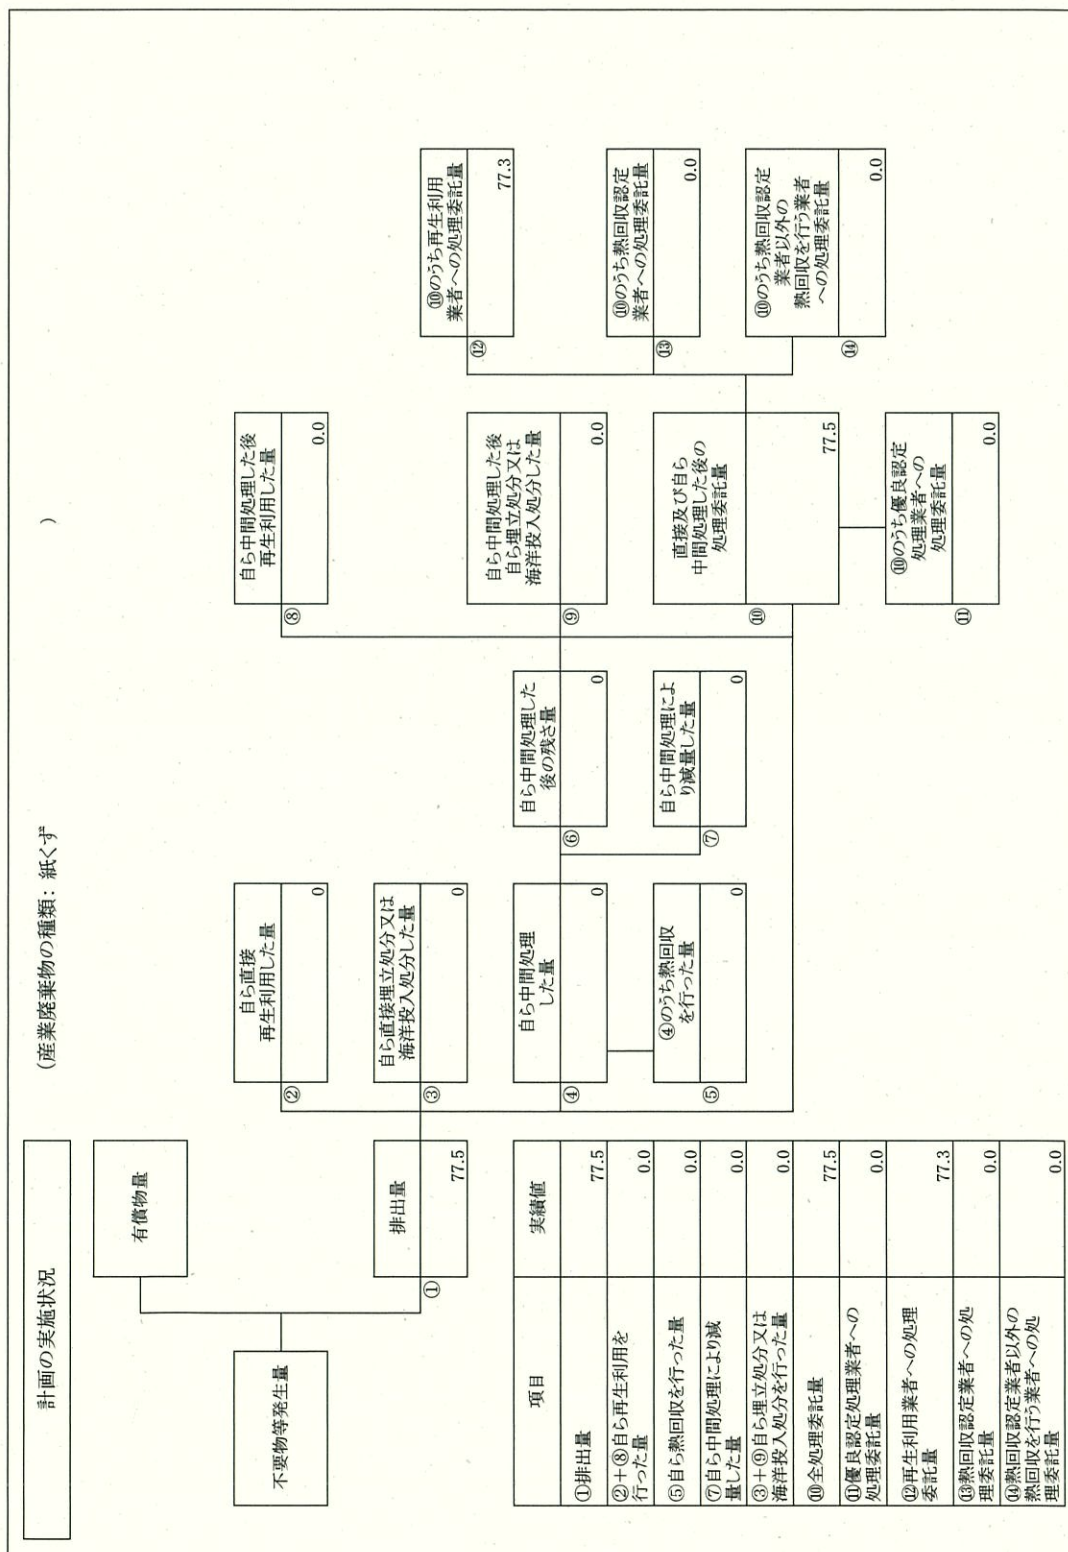 計画の実施状況
(産業廃棄物の種類: 紙くず
)
不要物等発生量
有償物量
①
排出量
77.5
②
自ら直接
再生利用した量
0
③
自ら直接埋立処分又は
海洋投入処分した量
0
④
自ら中間処理
した量
0
⑤
④のうち熱回収
を行った量
0
⑥
自ら中間処理した
後の残さ量
0
⑦
自ら中間処理によ
り減量した量
0
⑧
自ら中間処理した後
再生利用した量
0.0
⑨
自ら中間処理した後
自ら埋立処分又は
海洋投入処分した量
0.0
⑩
直接及び自ら
中間処理した後の
処理委託量
77.5
⑪
⑩のうち優良認定
処理業者への
処理委託量
0.0
⑫
⑩のうち再生利用
業者への処理委託量
77.3
⑬
⑩のうち熱回収認定
業者への処理委託量
0.0
⑭
⑩のうち熱回収認定
業者以外の
熱回収を行う業者
への処理委託量
0.0
項目 実績値
①排出量 77.5
②+⑧自ら再生利用を
行った量 0.0
⑤自ら熱回収を行った量 0.0
⑦自ら中間処理により減
量した量 0.0
③+⑨自ら埋立処分又は
海洋投入処分を行った量 0.0
⑩全処理委託量 77.5
⑪優良認定処理業者への
処理委託量 0.0
⑫再生利用業者への処理
委託量 77.3
⑬熱回収認定業者への処
理委託量 0.0
⑭熱回収認定業者以外の
熱回収を行う業者への処
理委託量 0.0